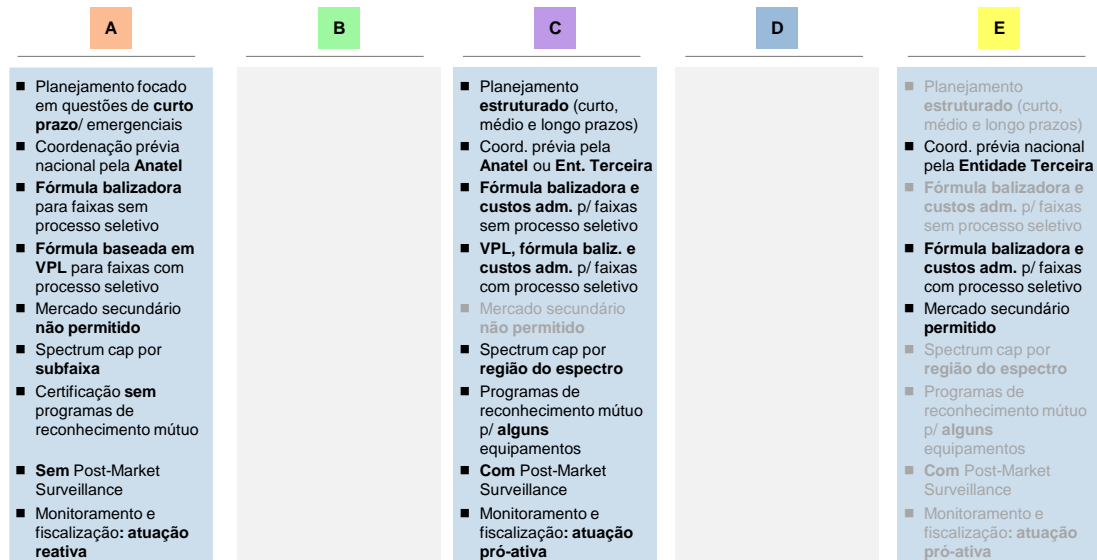 A
B
C
D
E
Planejamento focado
em questões de curto
prazo/ emergenciais
Coordenação prévia
nacional pela Anatel
Fórmula balizadora
para faixas sem
processo seletivo
Fórmula baseada em
VPL para faixas com
processo seletivo
Mercado secundário
não permitido
Spectrum cap por
subfaixa
Certificação sem
programas de
reconhecimento mútuo
Sem Post-Market
Surveillance
Monitoramento e
fiscalização: atuação
reativa
Planejamento
estruturado (curto,
médio e longo prazos)
Coord. prévia pela
Anatel ou Ent. Terceira
Fórmula balizadora e
custos adm. p/ faixas
sem processo seletivo
VPL, fórmula baliz. e
custos adm. p/ faixas
com processo seletivo
Mercado secundário
não permitido
Spectrum cap por
região do espectro
Programas de
reconhecimento mútuo
p/ alguns
equipamentos
Com Post-Market
Surveillance
Monitoramento e
fiscalização: atuação
pró-ativa
Planejamento
estruturado (curto,
médio e longo prazos)
Coord. prévia nacional
pela Entidade Terceira
Fórmula balizadora e
custos adm. p/ faixas
sem processo seletivo
Fórmula balizadora e
custos adm. p/ faixas
com processo seletivo
Mercado secundário
permitido
Spectrum cap por
região do espectro
Programas de
reconhecimento mútuo
p/ alguns
equipamentos
Com Post-Market
Surveillance
Monitoramento e
fiscalização: atuação
pró-ativa